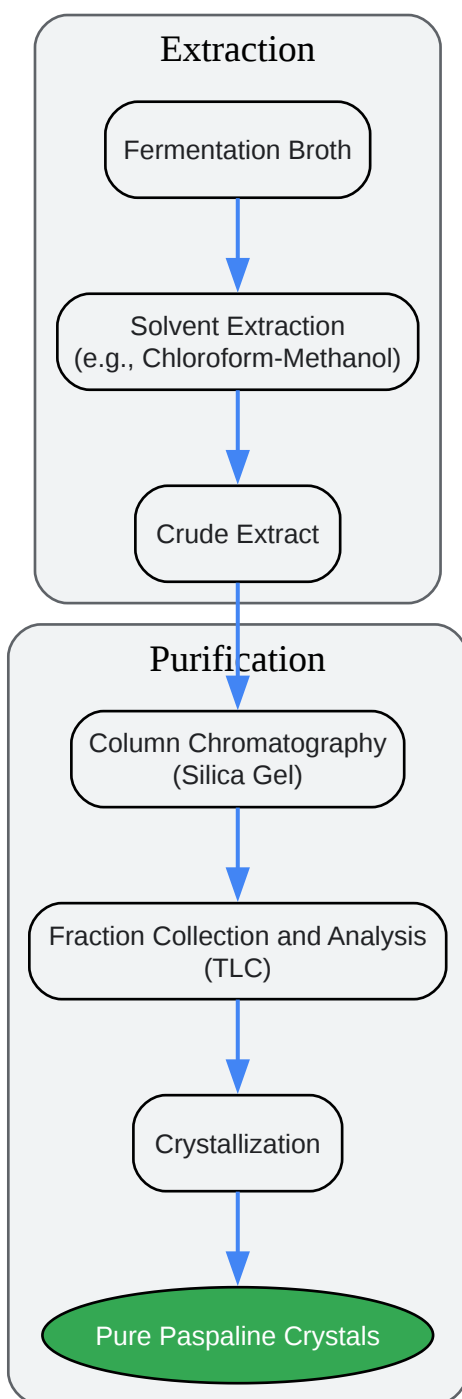 Extraction
Fermentation Broth
Solvent Extraction
(e.g., Chloroform-Methanol)
Crude Extract
Purification
Column Chromatography
(Silica Gel)
Fraction Collection and Analysis
(TLC)
Crystallization
Pure Paspaline Crystals